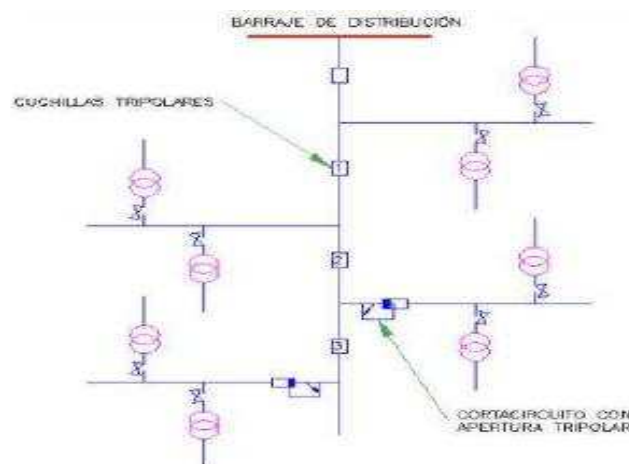 BARRAJE DE DISTRIBUCIÓN
CUCHILLAS TRIPOLARES
1
2
3
CORTACIRCUITO CON
APERTURA TRIPOLAR